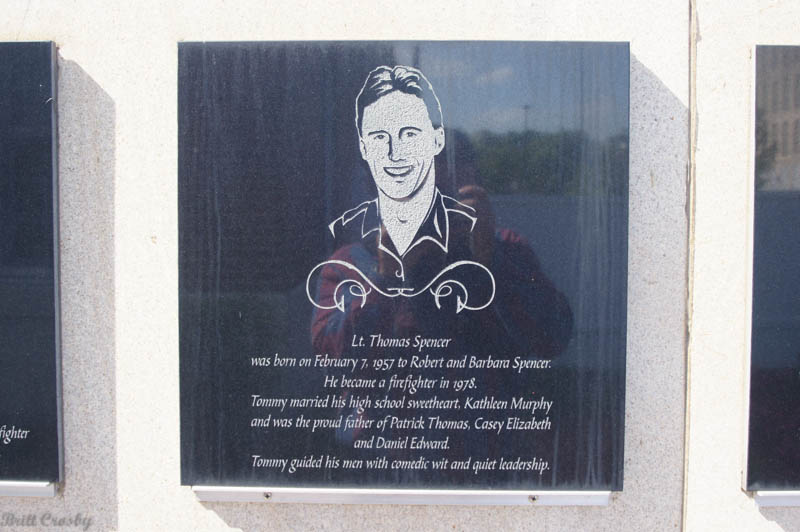 Lt. Thomas Spencer
was born on February 7, 1957 to Robert and Barbara Spencer.
He became a firefighter in 1978.
Tommy married his high school sweetheart, Kathleen Murphy
and was the proud father of Patrick Thomas, Casey Elizabeth
and Daniel Edward.
Tommy guided his men with comedic wit and quiet leadership.
fighter
Britt Crosby